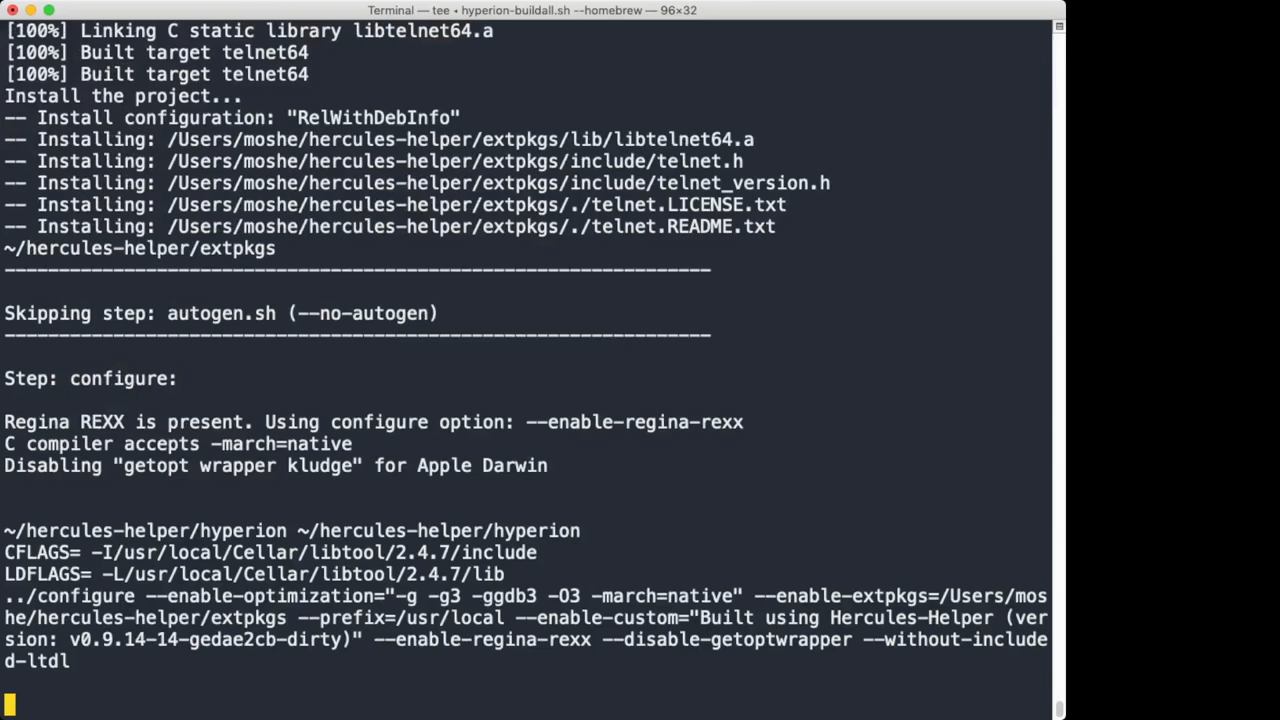 Terminal — tee • hyperion-buildall.sh --homebrew — 96×32
[100%] Linking C static library libtelnet64.a
[100%] Built target telnet64
[100%] Built target telnet64
Install the project...
-- Install configuration: "RelWithDebInfo"
-- Installing: /Users/moshe/hercules-helper/extpkgs/lib/libtelnet64.a
-- Installing: /Users/moshe/hercules-helper/extpkgs/include/telnet.h
-- Installing: /Users/moshe/hercules-helper/extpkgs/include/telnet_version.h
-- Installing: /Users/moshe/hercules-helper/extpkgs/./telnet.LICENSE.txt
-- Installing: /Users/moshe/hercules-helper/extpkgs/./telnet.README.txt
~/hercules-helper/extpkgs
-----------------------------------------------------------------
Skipping step: autogen.sh (--no-autogen)
-----------------------------------------------------------------
Step: configure:
Regina REXX is present. Using configure option: --enable-regina-rexx
C compiler accepts -march=native
Disabling "getopt wrapper kludge" for Apple Darwin
~/hercules-helper/hyperion ~/hercules-helper/hyperion
CFLAGS= -I/usr/local/Cellar/libtool/2.4.7/include
LDFLAGS= -L/usr/local/Cellar/libtool/2.4.7/lib
../configure --enable-optimization="-g -g3 -ggdb3 -O3 -march=native" --enable-extpkgs=/Users/mos
he/hercules-helper/extpkgs --prefix=/usr/local --enable-custom="Built using Hercules-Helper (ver
sion: v0.9.14-14-gedae2cb-dirty)" --enable-regina-rexx --disable-getoptwrapper --without-include
d-ltdl